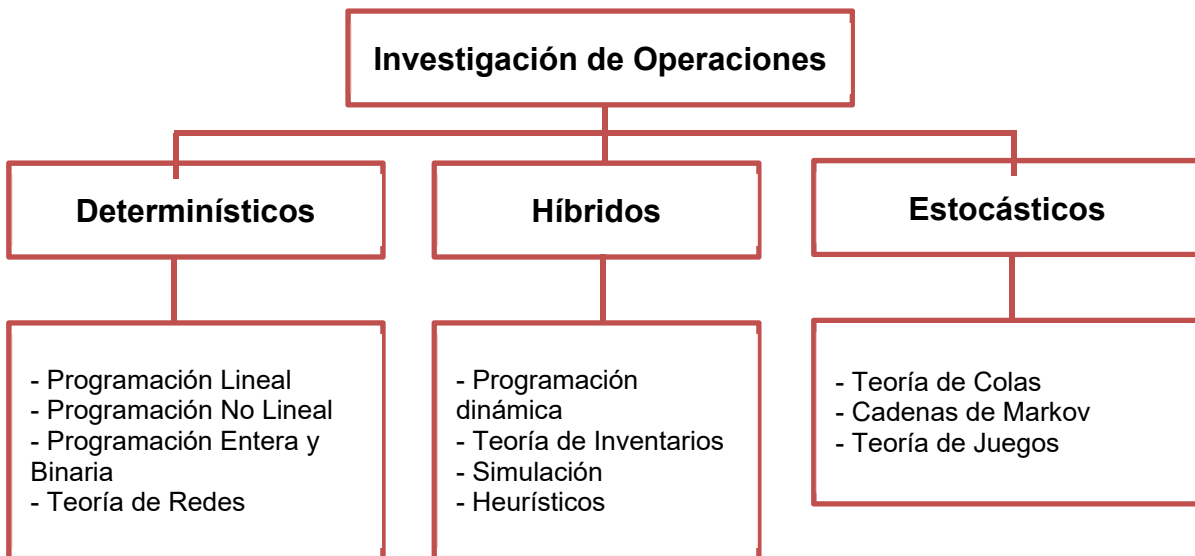 Investigación de Operaciones
Determinísticos
Híbridos
Estocásticos
- Programación Lineal
- Programación No Lineal
- Programación Entera y
Binaria
- Teoría de Redes
- Programación
dinámica
- Teoría de Inventarios
- Simulación
- Heurísticos
- Teoría de Colas
- Cadenas de Markov
- Teoría de Juegos